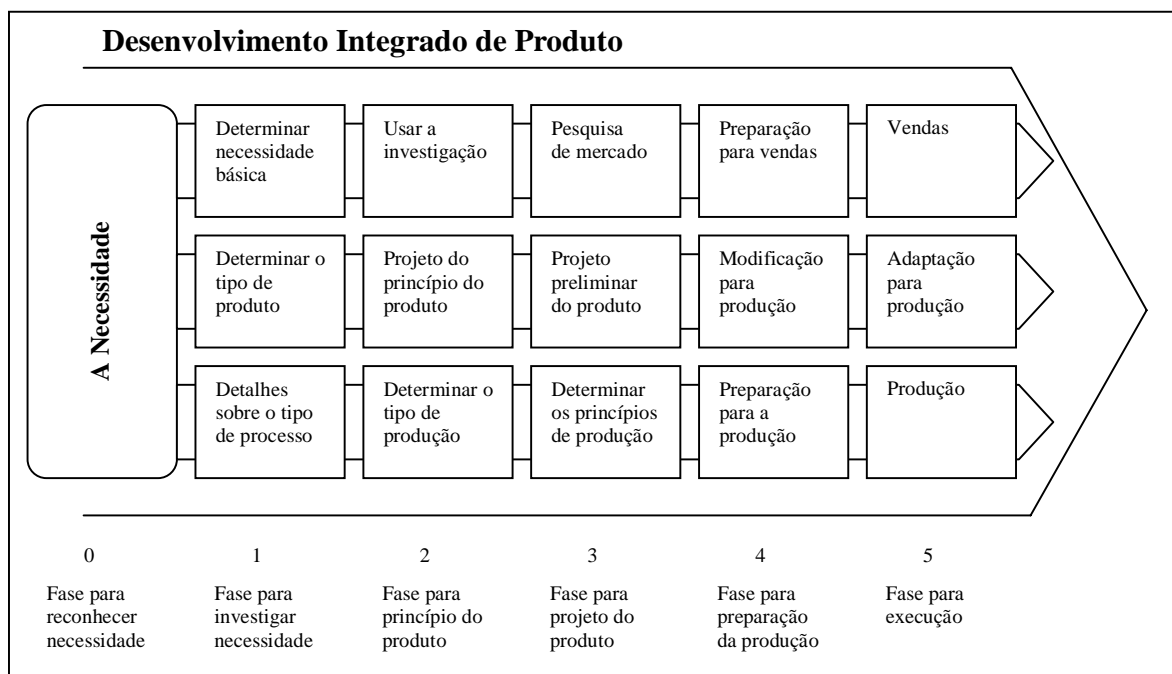 Desenvolvimento Integrado de Produto
A Necessidade
Determinar
necessidade
básica
Usar a
investigação
Pesquisa
de mercado
Preparação
para vendas
Vendas
Determinar o
tipo de
produto
Projeto do
princípio do
produto
Projeto
preliminar
do produto
Modificação
para
produção
Adaptação
para
produção
Detalhes
sobre o tipo
de processo
Determinar o
tipo de
produção
Determinar
os princípios
de produção
Preparação
para a
produção
Produção
0
Fase para
reconhecer
necessidade
1
Fase para
investigar
necessidade
2
Fase para
princípio do
produto
3
Fase para
projeto do
produto
4
Fase para
preparação
da produção
5
Fase para
execução